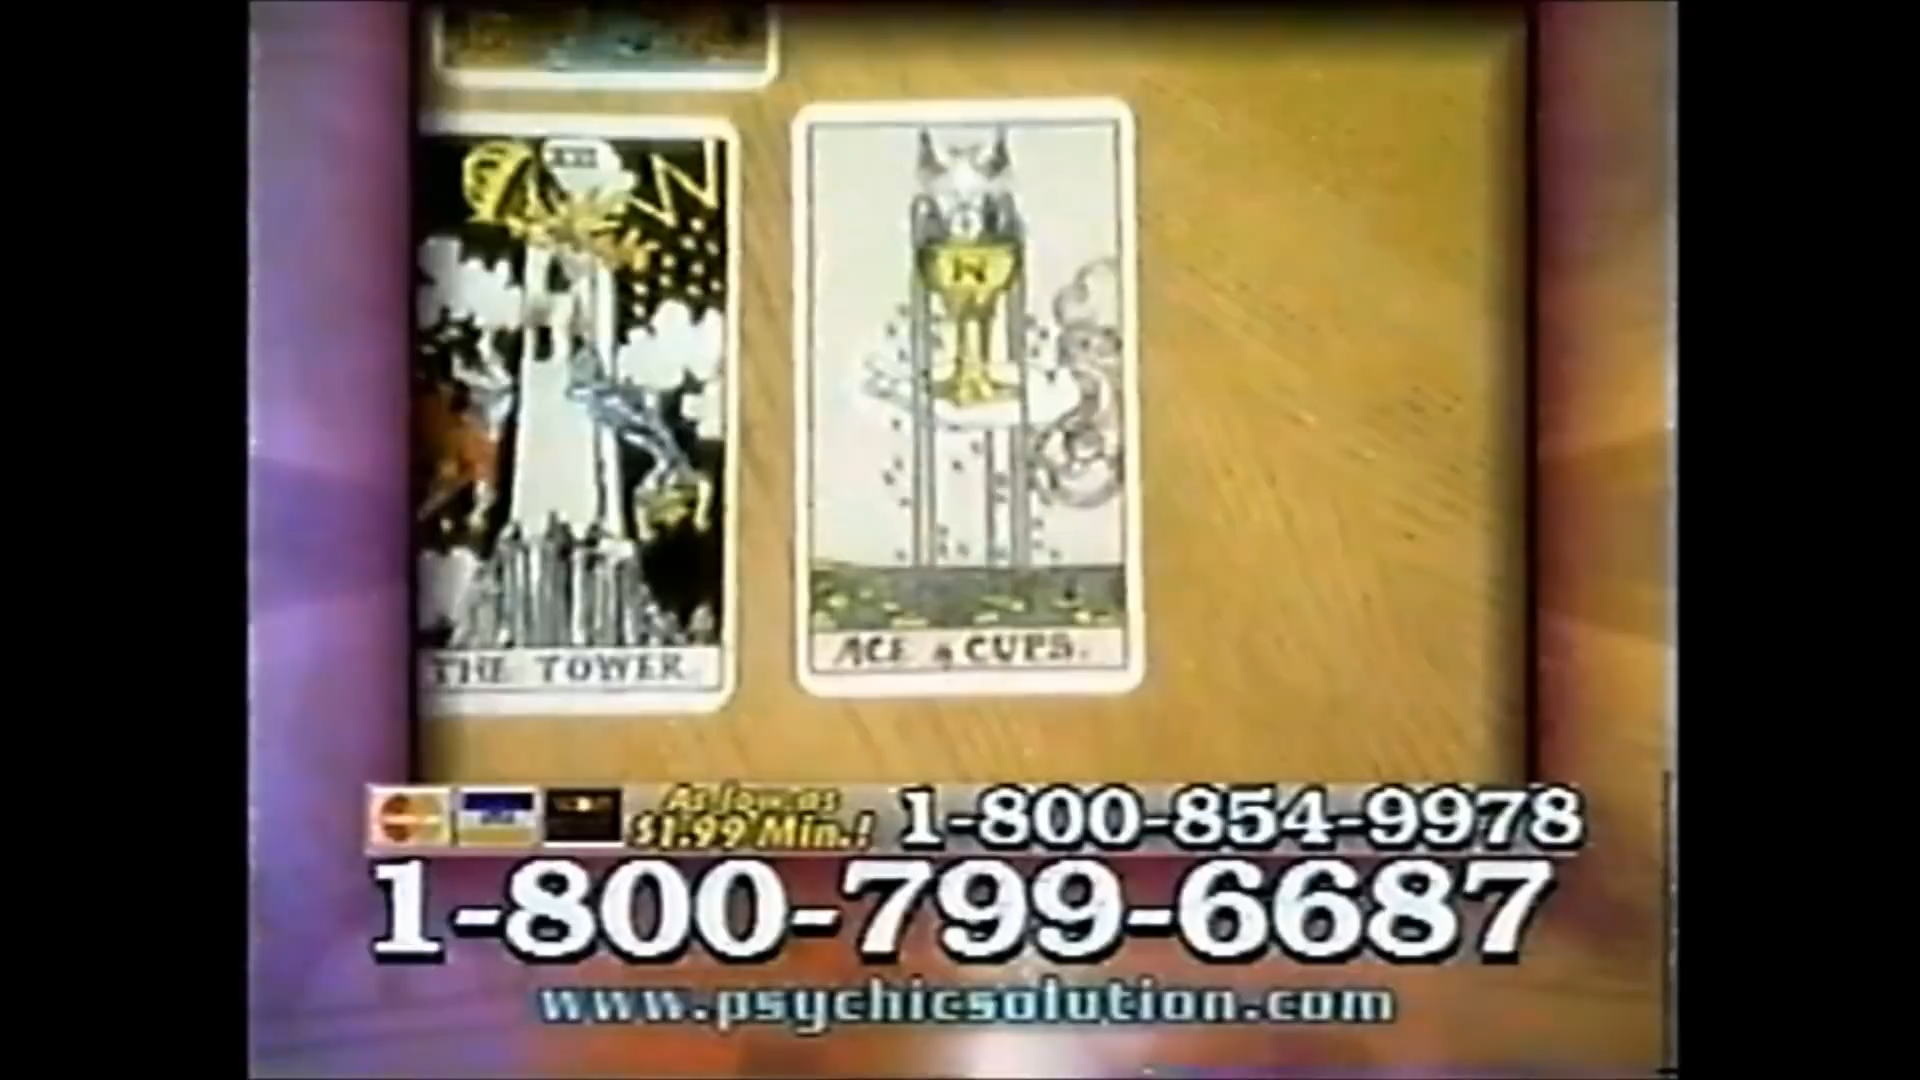 THE TOWER.
ACE of CUPS.
As low as
$1.99 Min.!
1-800-854-9978
1-800-799-6687
www.psychicsolution.com